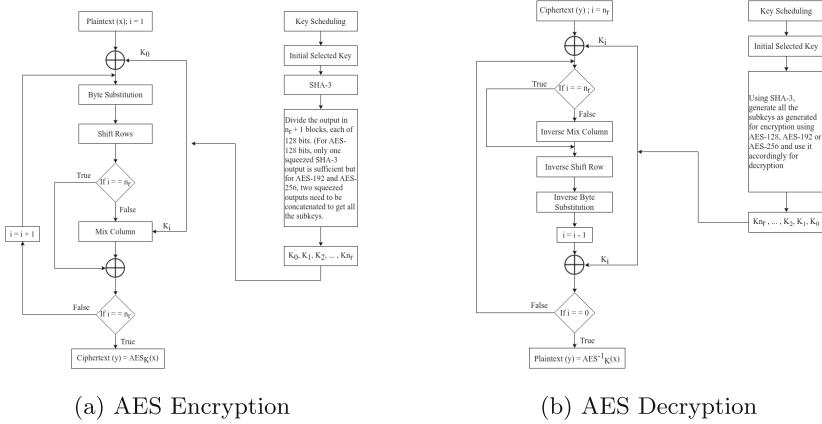 Plaintext (x); i = 1
K0
Byte Substitution
Shift Rows
True
If i = = nr
False
Ki
Mix Column
i = i + 1
False
If i = = nr
True
Ciphertext (y) = AESK(x)
Key Scheduling
Initial Selected Key
SHA-3
Divide the output in
nr + 1 blocks, each of
128 bits. (For AES-
128 bits, only one
squeezed SHA-3
output is sufficient but
for AES-192 and AES-
256, two squeezed
outputs need to be
concatenated to get all
the subkeys.
K0, K1, K2, ... , Knr
(a) AES Encryption
Ciphertext (y) ; i = nr
Ki
True
If i = = nr
False
Inverse Mix Column
Inverse Shift Row
Inverse Byte
Substitution
i = i - 1
Ki
False
If i = = 0
True
Plaintext (y) = AES-1K(x)
Key Scheduling
Initial Selected Key
Using SHA-3,
generate all the
subkeys as generated
for encryption using
AES-128, AES-192 or
AES-256 and use it
accordingly for
decryption
Knr , ... , K2, K1, K0
(b) AES Decryption